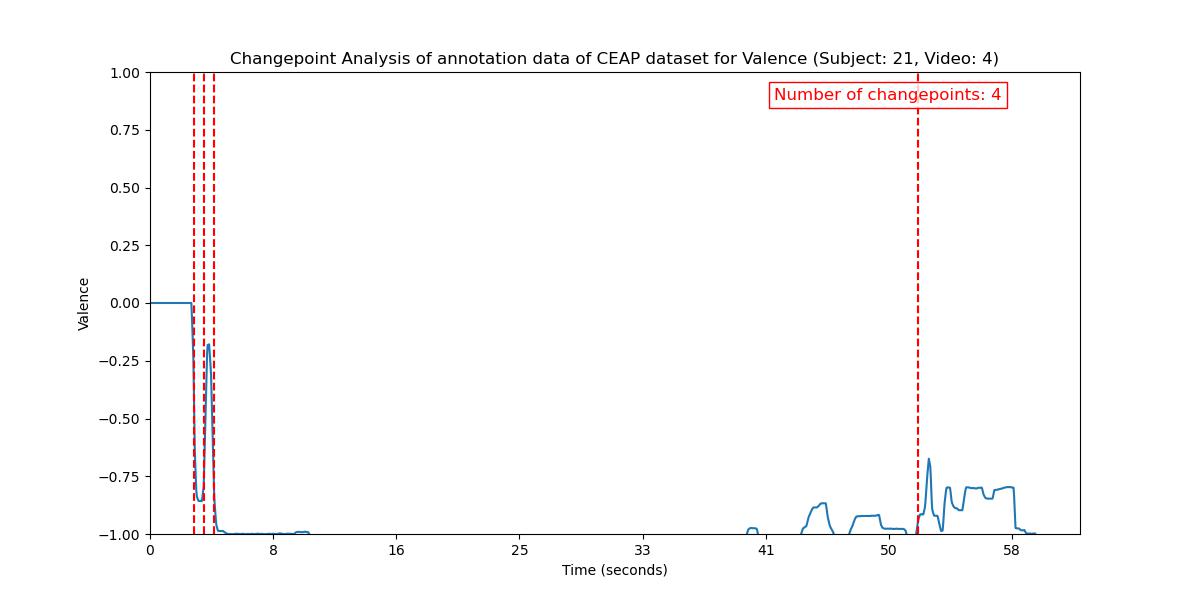 Changepoint Analysis of annotation data of CEAP dataset for Valence (Subject: 21, Video: 4)
Number of changepoints: 4
Valence
1.00
0.75
0.50
0.25
0.00
−0.25
−0.50
−0.75
−1.00
0 8 16 25 33 41 50 58
Time (seconds)